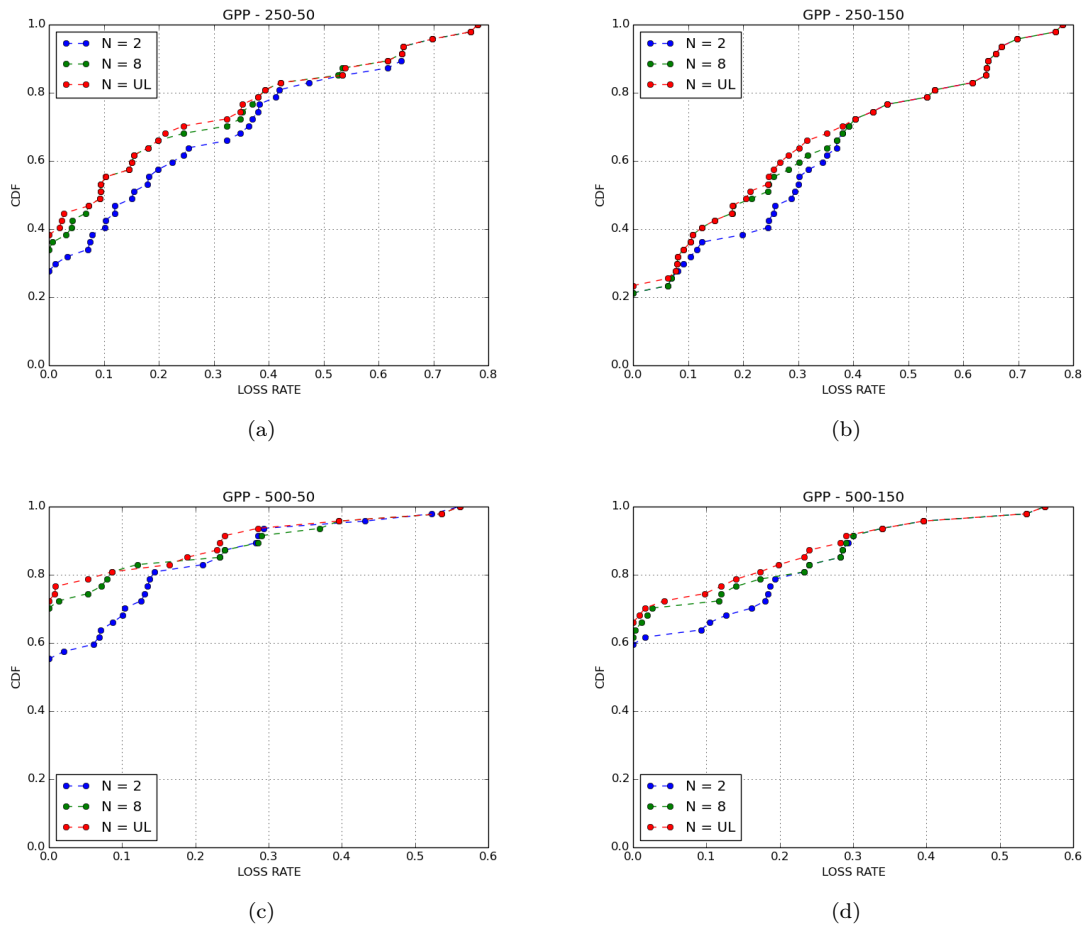 GPP - 250-50
1.0
0.8
0.6
0.4
0.2
0.0
CDF
N = 2
N = 8
N = UL
0.0 0.1 0.2 0.3 0.4 0.5 0.6 0.7 0.8
LOSS RATE
(a)
GPP - 250-150
1.0
0.8
0.6
0.4
0.2
0.0
CDF
N = 2
N = 8
N = UL
0.0 0.1 0.2 0.3 0.4 0.5 0.6 0.7 0.8
LOSS RATE
(b)
GPP - 500-50
1.0
0.8
0.6
0.4
0.2
0.0
CDF
N = 2
N = 8
N = UL
0.0 0.1 0.2 0.3 0.4 0.5 0.6
LOSS RATE
(c)
GPP - 500-150
1.0
0.8
0.6
0.4
0.2
0.0
CDF
N = 2
N = 8
N = UL
0.0 0.1 0.2 0.3 0.4 0.5 0.6
LOSS RATE
(d)